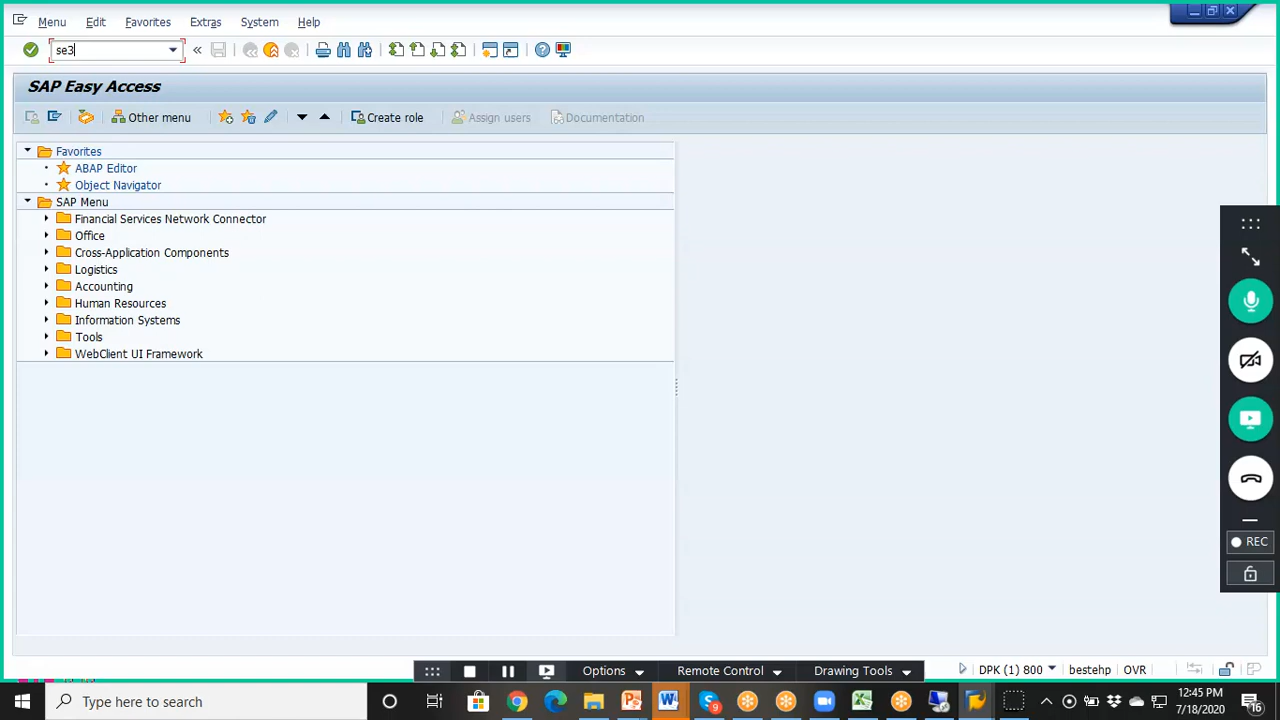 Menu Edit Favorites Extras System Help
se3
SAP Easy Access
Other menu Create role Assign users Documentation
Favorites
ABAP Editor
Object Navigator
SAP Menu
Financial Services Network Connector
Office
Cross-Application Components
Logistics
Accounting
Human Resources
Information Systems
Tools
WebClient UI Framework
REC
Options Remote Control Drawing Tools
DPK (1) 800 bestehp OVR
Type here to search
9
12:45 PM
7/18/2020
16